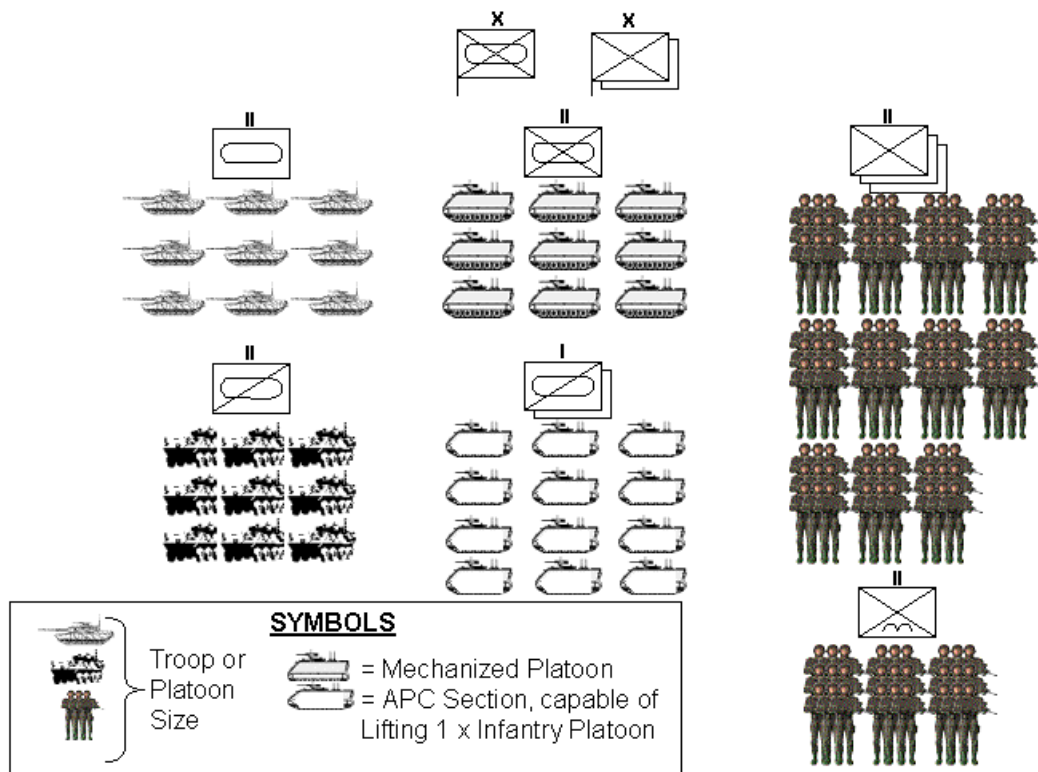 X X
II II II
II I
II
SYMBOLS
Troop or
Platoon
Size
= Mechanized Platoon
= APC Section, capable of
Lifting 1 x Infantry Platoon